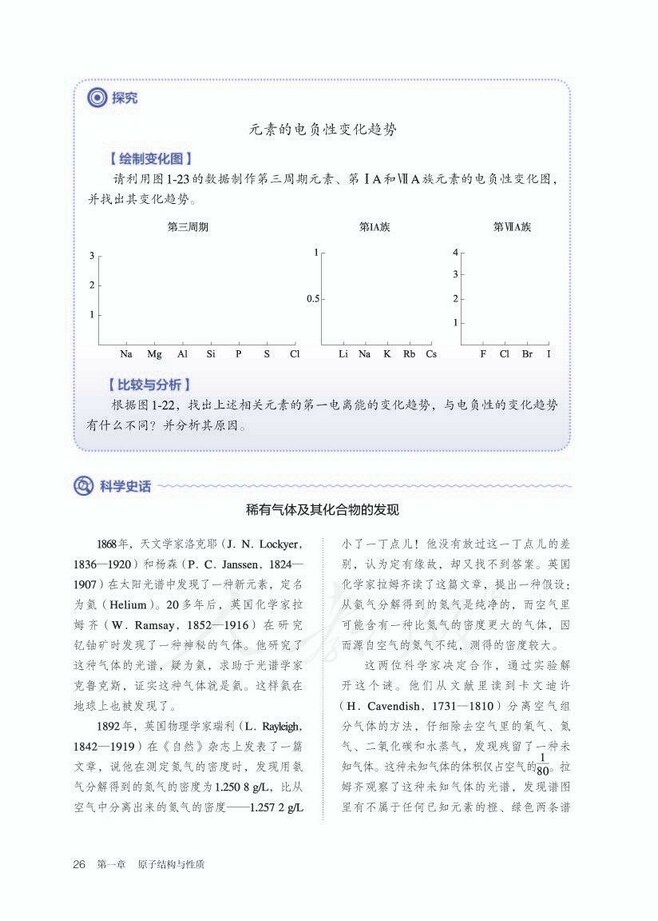 探究
元素的电负性变化趋势
【绘制变化图】
请利用图1-23的数据制作第三周期元素、第ⅠA和ⅦA族元素的电负性变化图，
并找出其变化趋势。
第三周期
3
2
1
Na Mg Al Si P S Cl
第IA族
1
0.5
Li Na K Rb Cs
第ⅦA族
4
3
2
1
F Cl Br I
【比较与分析】
根据图1-22，找出上述相关元素的第一电离能的变化趋势，与电负性的变化趋势
有什么不同？并分析其原因。
科学史话
稀有气体及其化合物的发现
1868年，天文学家洛克耶（J. N. Lockyer，
1836—1920）和杨森（P. C. Janssen，1824—
1907）在太阳光谱中发现了一种新元素，定名
为氦（Helium）。20多年后，英国化学家拉
姆齐（W. Ramsay，1852—1916）在研究
钇铀矿时发现了一种神秘的气体。他研究了
这种气体的光谱，疑为氦，求助于光谱学家
克鲁克斯，证实这种气体就是氦。这样氦在
地球上也被发现了。
1892年，英国物理学家瑞利（L. Rayleigh，
1842—1919）在《自然》杂志上发表了一篇
文章，说他在测定氮气的密度时，发现用氨
气分解得到的氮气的密度为1.250 8 g/L，比从
空气中分离出来的氮气的密度——1.257 2 g/L
小了一丁点儿！他没有放过这一丁点儿的差
别，认为定有缘故，却又找不到答案。英国
化学家拉姆齐读了这篇文章，提出一种假设：
从氨气分解得到的氮气是纯净的，而空气里
可能含有一种比氮气的密度更大的气体，因
而源自空气的氮气不纯，测得的密度较大。
这两位科学家决定合作，通过实验解
开这个谜。他们从文献里读到卡文迪许
（H. Cavendish，1731—1810）分离空气组
分气体的方法，仔细除去空气里的氧气、氮
气、二氧化碳和水蒸气，发现残留了一种未
知气体。这种未知气体的体积仅占空气的1/80。拉
姆齐观察了这种未知气体的光谱，发现谱图
里有不属于任何已知元素的橙、绿色两条谱
26 第一章 原子结构与性质